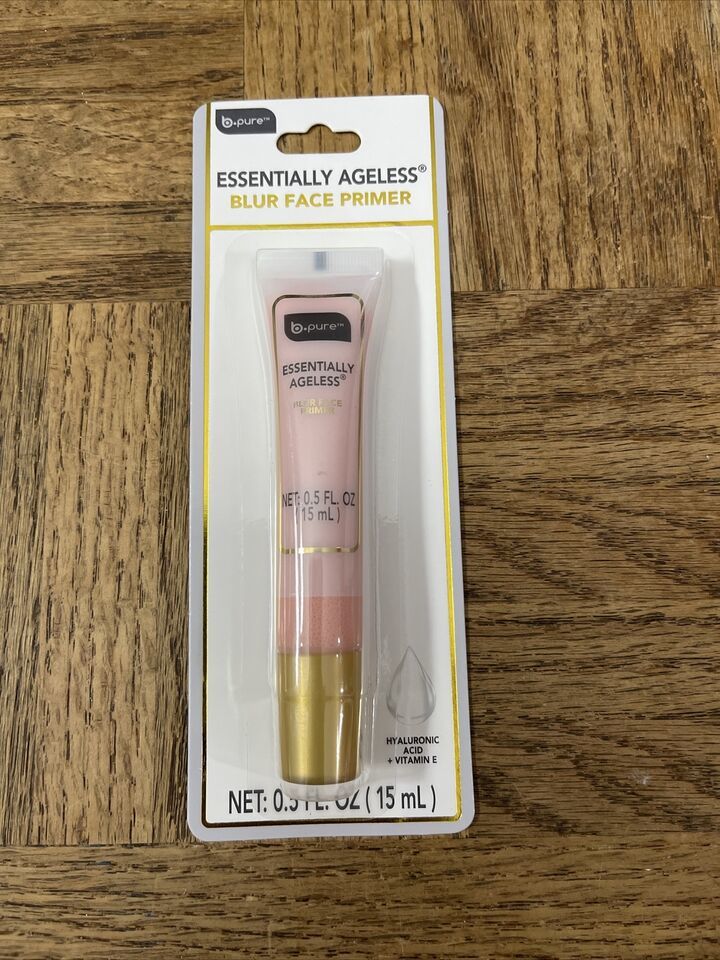 b.pure™
ESSENTIALLY AGELESS®
BLUR FACE PRIMER
b.pure™
ESSENTIALLY
AGELESS®
BLUR FACE
PRIMER
NET: 0.5 FL. OZ
(15 mL)
HYALURONIC
ACID
+ VITAMIN E
NET: 0.5 FL. OZ (15 mL)